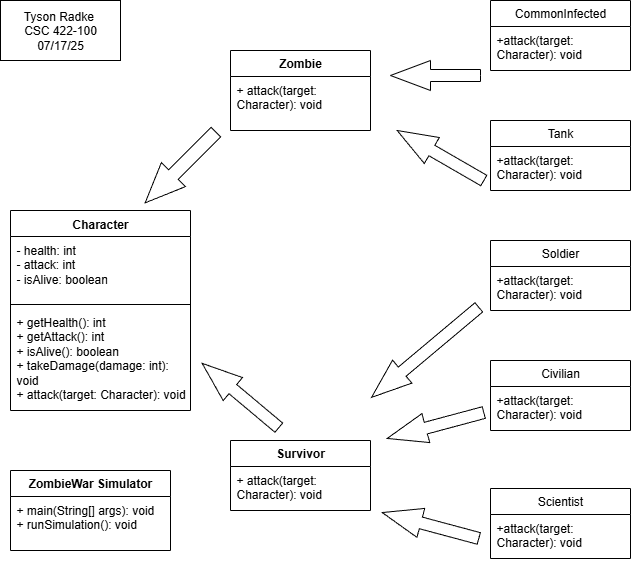 Tyson Radke
CSC 422-100
07/17/25
CommonInfected
+attack(target:
Character): void
Zombie
+ attack(target:
Character): void
Tank
+attack(target:
Character): void
Character
- health: int
- attack: int
- isAlive: boolean
+ getHealth(): int
+ getAttack(): int
+ isAlive(): boolean
+ takeDamage(damage: int):
void
+ attack(target: Character): void
Soldier
+attack(target:
Character): void
Civilian
+attack(target:
Character): void
Survivor
+ attack(target:
Character): void
ZombieWar Simulator
+ main(String[] args): void
+ runSimulation(): void
Scientist
+attack(target:
Character): void